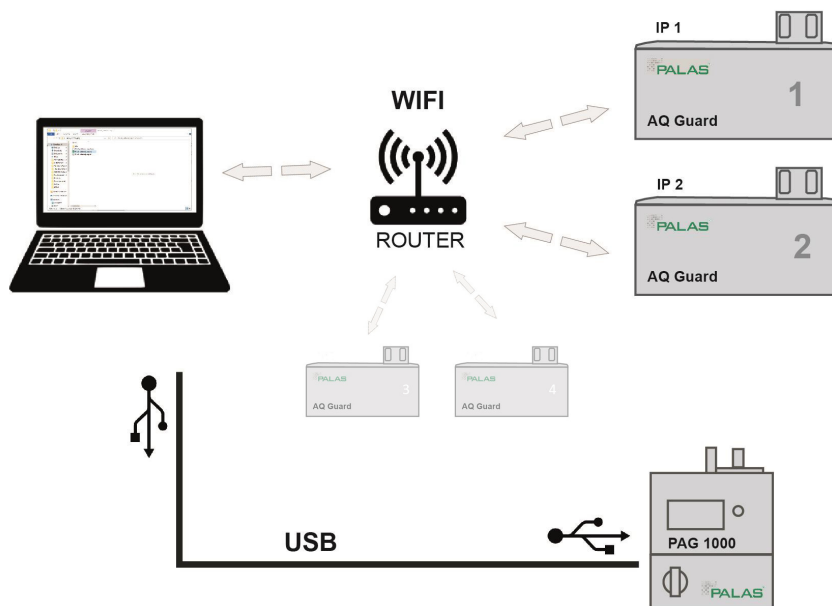 IP 1
PALAS
1
AQ Guard
WIFI
ROUTER
IP 2
PALAS
2
AQ Guard
PALAS
3
AQ Guard
PALAS
4
AQ Guard
USB
PAG 1000
PALAS